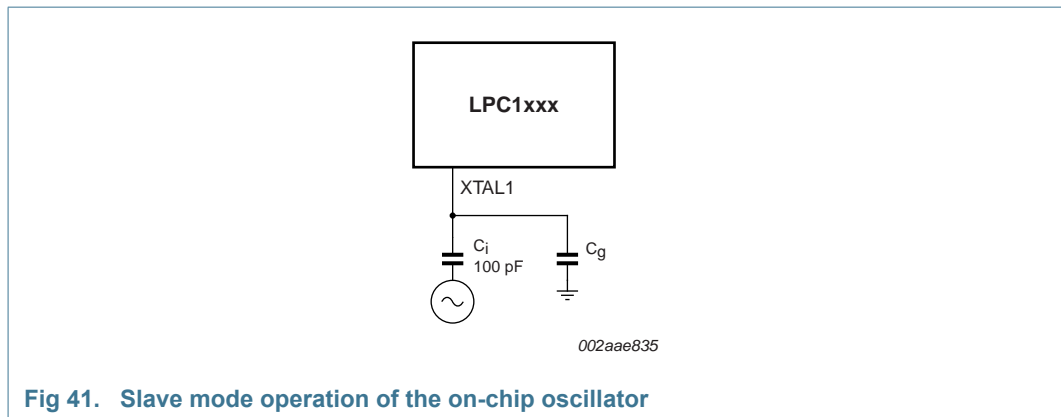 LPC1xxx
XTAL1
Ci
100 pF
Cg
002aae835
Fig 41. Slave mode operation of the on-chip oscillator